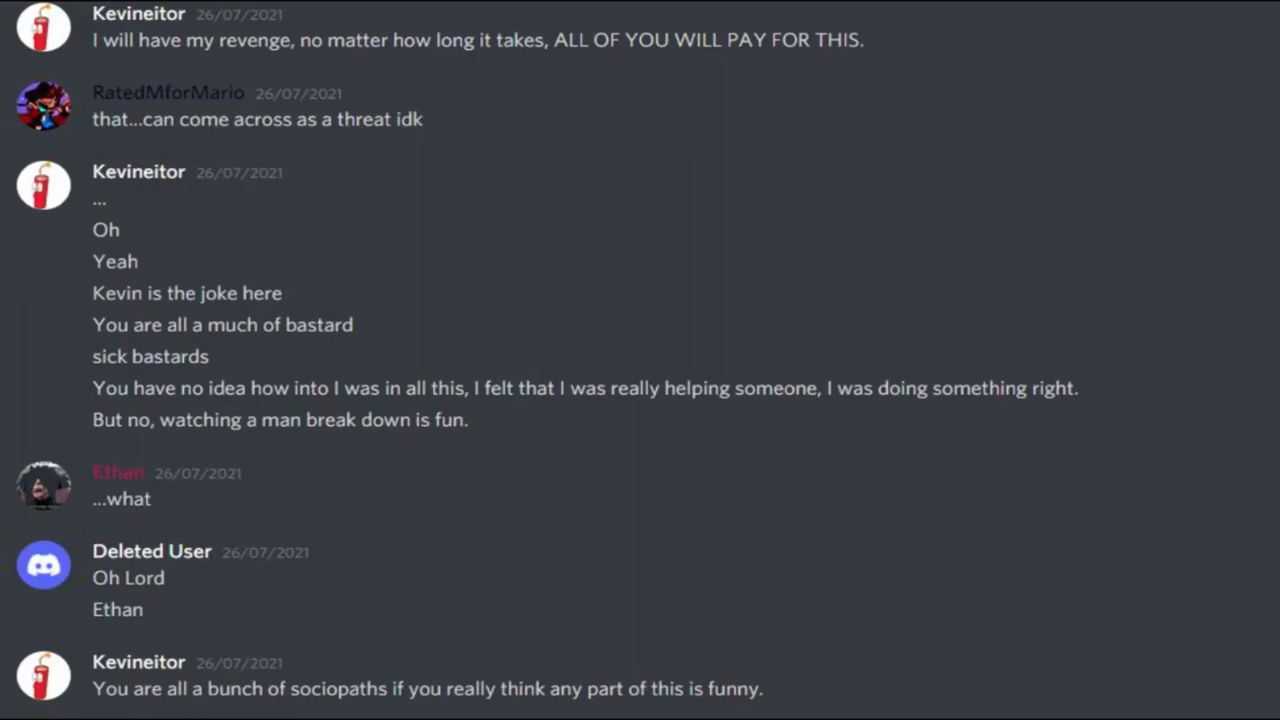 Kevineitor 26/07/2021
I will have my revenge, no matter how long it takes, ALL OF YOU WILL PAY FOR THIS.
RatedMforMario 26/07/2021
that...can come across as a threat idk
Kevineitor 26/07/2021
...
Oh
Yeah
Kevin is the joke here
You are all a much of bastard
sick bastards
You have no idea how into I was in all this, I felt that I was really helping someone, I was doing something right.
But no, watching a man break down is fun.
Ethan 26/07/2021
...what
Deleted User 26/07/2021
Oh Lord
Ethan
Kevineitor 26/07/2021
You are all a bunch of sociopaths if you really think any part of this is funny.